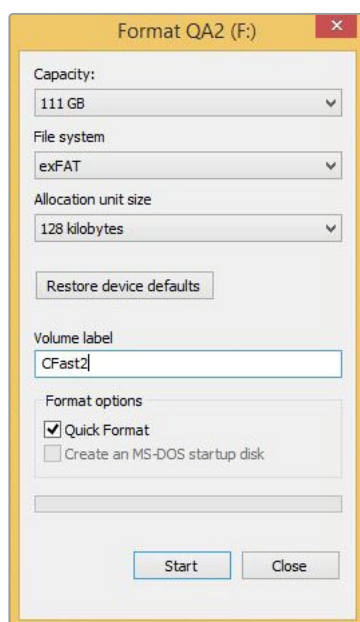 Format QA2 (F:)
Capacity:
111 GB
File system
exFAT
Allocation unit size
128 kilobytes
Restore device defaults
Volume label
CFast2
Format options
Quick Format
Create an MS-DOS startup disk
Start Close